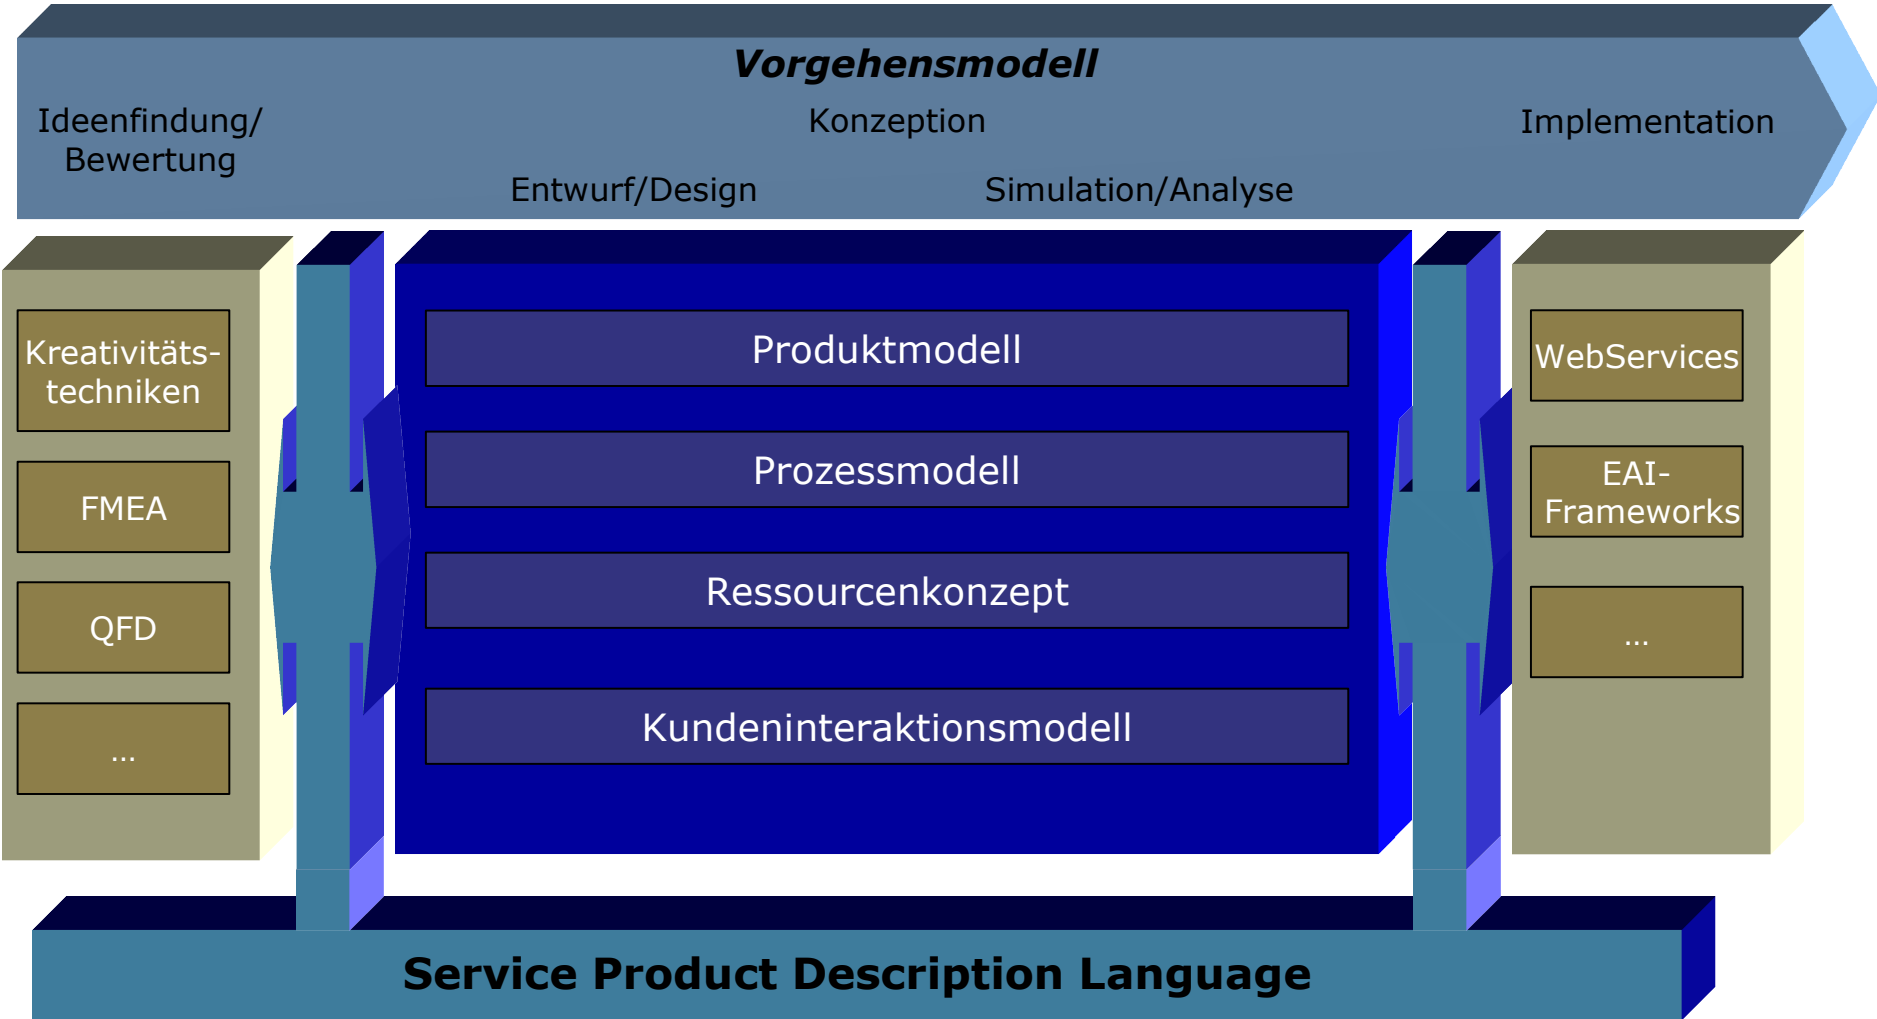 Vorgehensmodell
Ideenfindung/
Bewertung
Konzeption
Implementation
Entwurf/Design
Simulation/Analyse
Kreativitäts-
techniken
FMEA
QFD
...
Produktmodell
Prozessmodell
Ressourcenkonzept
Kundeninteraktionsmodell
WebServices
EAI-
Frameworks
...
Service Product Description Language